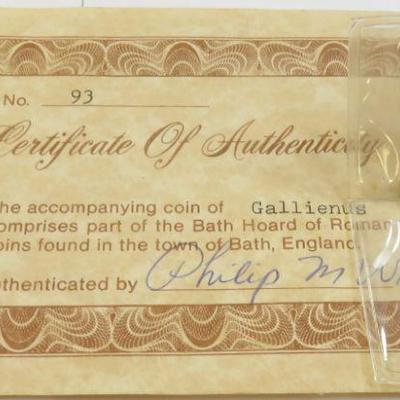 No. 93
Certificate Of Authenticity
he accompanying coin of Gallienus
omprises part of the Bath Hoard of Roman
oins found in the town of Bath, England.
uthenticated by Philip M